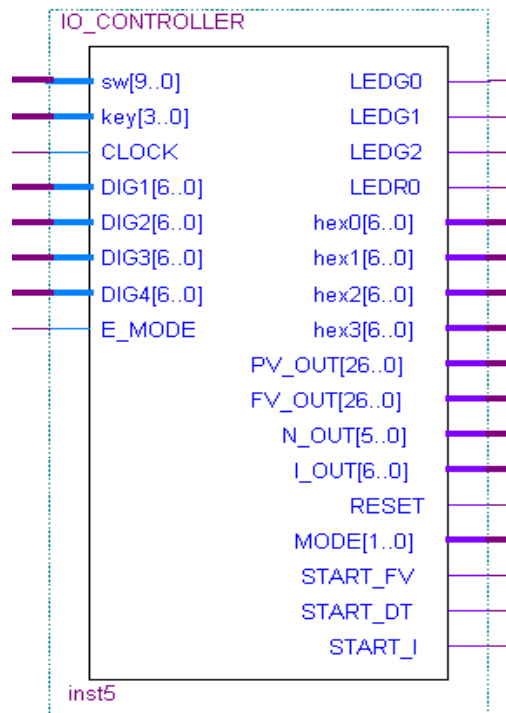 IO_CONTROLLER
sw[9..0] LEDG0
key[3..0] LEDG1
CLOCK LEDG2
DIG1[6..0] LEDR0
DIG2[6..0] hex0[6..0]
DIG3[6..0] hex1[6..0]
DIG4[6..0] hex2[6..0]
E_MODE hex3[6..0]
PV_OUT[26..0]
FV_OUT[26..0]
N_OUT[5..0]
I_OUT[6..0]
RESET
MODE[1..0]
START_FV
START_DT
START_I
inst5